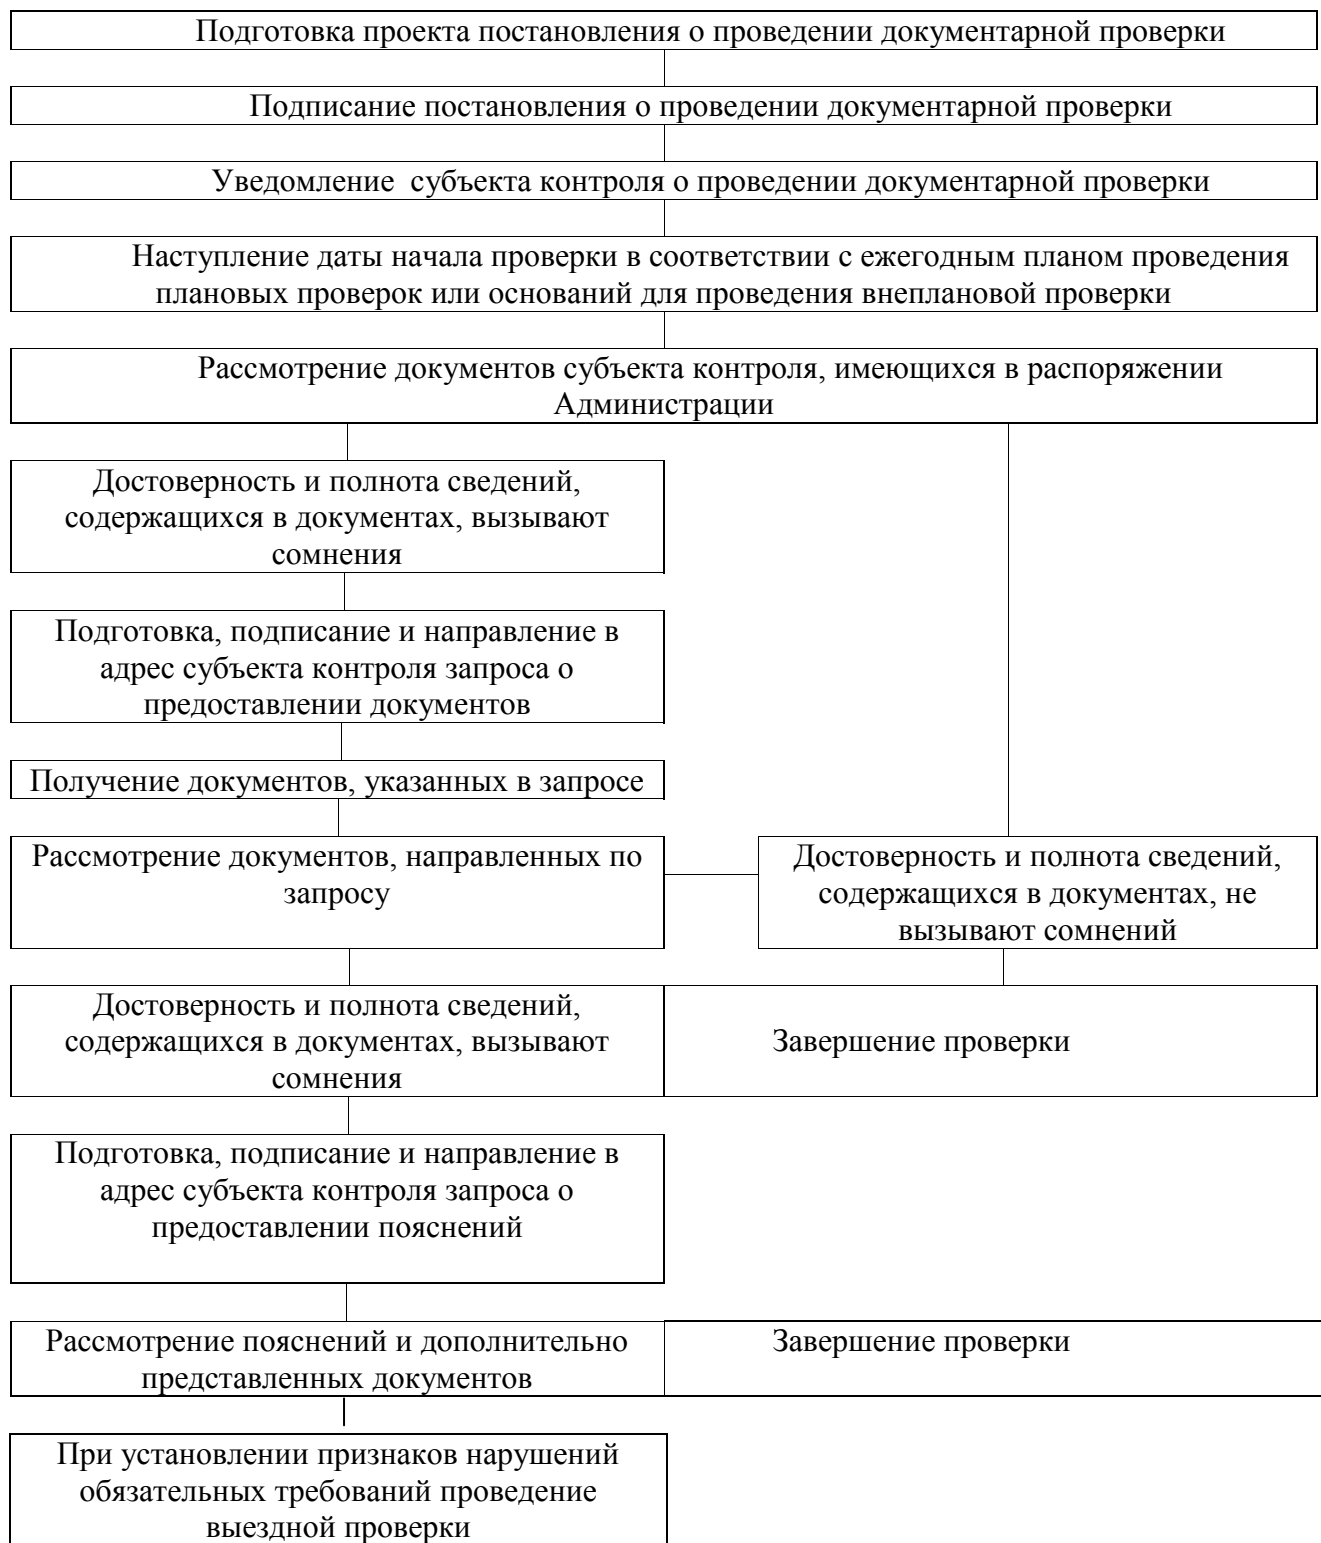 Подготовка проекта постановления о проведении документарной проверки
Подписание постановления о проведении документарной проверки
Уведомление субъекта контроля о проведении документарной проверки
Наступление даты начала проверки в соответствии с ежегодным планом проведения
плановых проверок или оснований для проведения внеплановой проверки
Рассмотрение документов субъекта контроля, имеющихся в распоряжении
Администрации
Достоверность и полнота сведений,
содержащихся в документах, вызывают
сомнения
Подготовка, подписание и направление в
адрес субъекта контроля запроса о
предоставлении документов
Получение документов, указанных в запросе
Рассмотрение документов, направленных по
запросу
Достоверность и полнота сведений,
содержащихся в документах, не
вызывают сомнений
Достоверность и полнота сведений,
содержащихся в документах, вызывают
сомнения
Завершение проверки
Подготовка, подписание и направление в
адрес субъекта контроля запроса о
предоставлении пояснений
Рассмотрение пояснений и дополнительно
представленных документов
Завершение проверки
При установлении признаков нарушений
обязательных требований проведение
выездной проверки